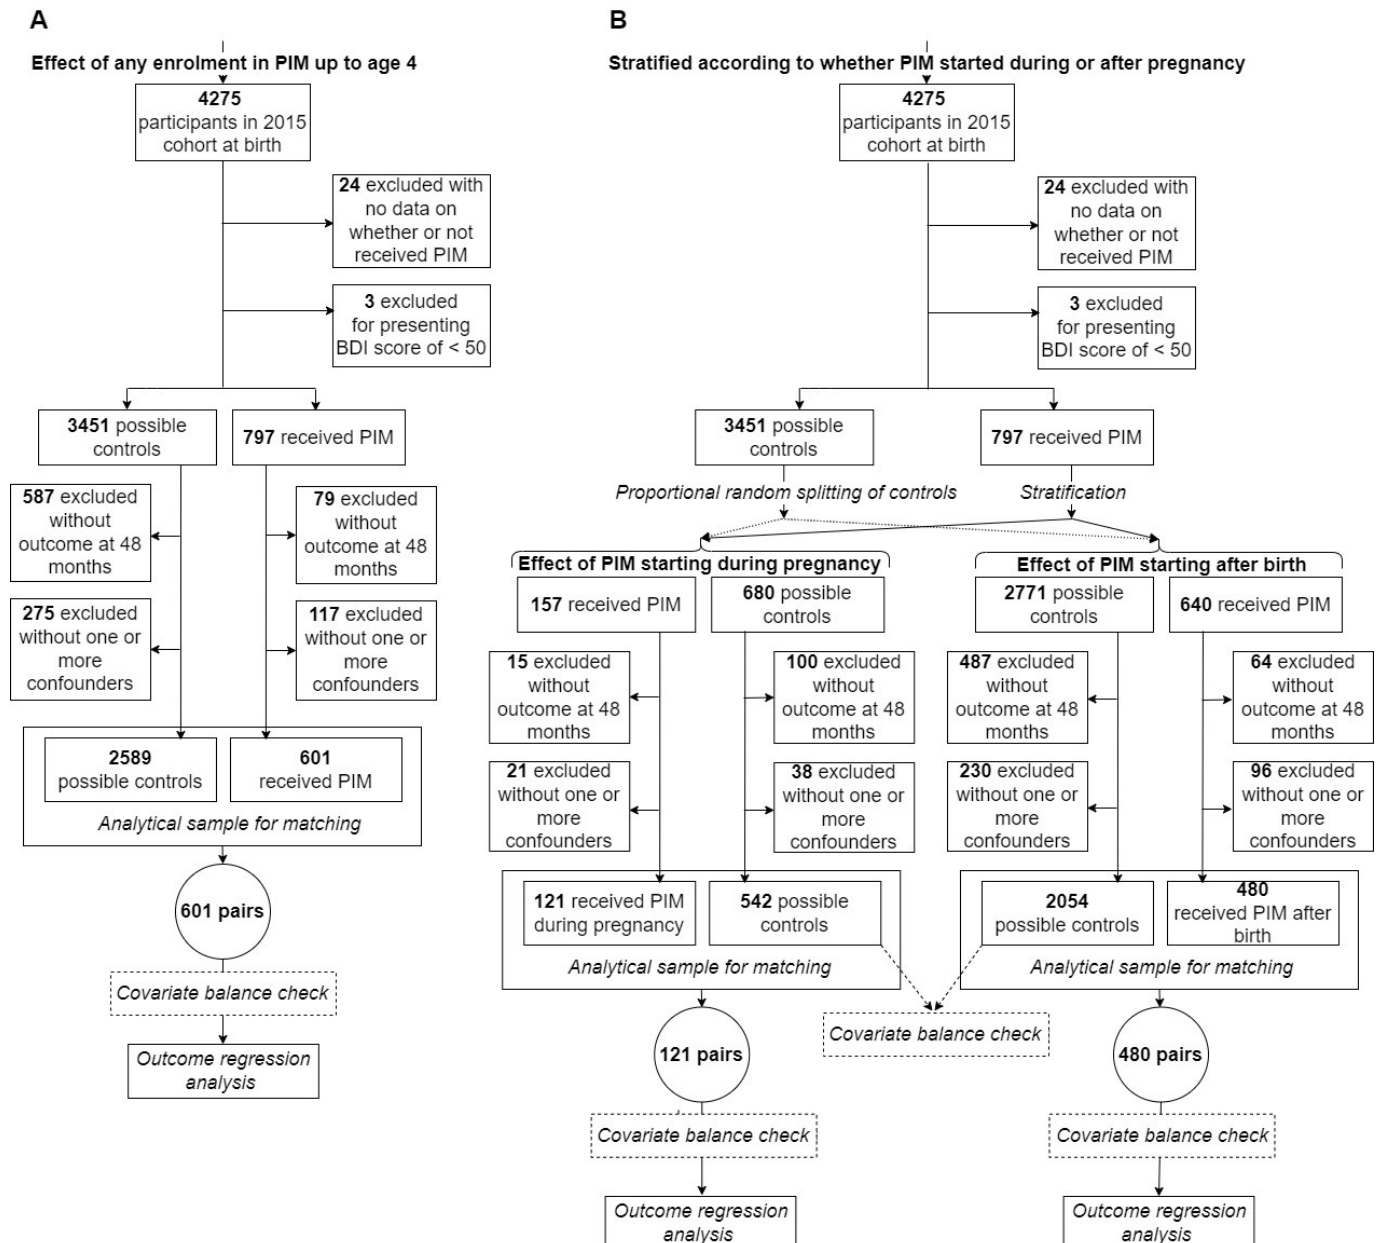 A
Effect of any enrolment in PIM up to age 4
4275
participants in 2015
cohort at birth
24 excluded with
no data on
whether or not
received PIM
3 excluded
for presenting
BDI score of < 50
3451 possible
controls
797 received PIM
587 excluded
without
outcome at 48
months
79 excluded
without
outcome at 48
months
275 excluded
without one or
more
confounders
117 excluded
without one or
more
confounders
2589
possible controls
601
received PIM
Analytical sample for matching
601 pairs
Covariate balance check
Outcome regression
analysis
B
Stratified according to whether PIM started during or after pregnancy
4275
participants in 2015
cohort at birth
24 excluded with
no data on
whether or not
received PIM
3 excluded
for presenting
BDI score of < 50
3451 possible
controls
797 received PIM
Proportional random splitting of controls
Stratification
Effect of PIM starting during pregnancy
157 received PIM
680 possible
controls
15 excluded
without
outcome at 48
months
100 excluded
without
outcome at 48
months
21 excluded
without one or
more
confounders
38 excluded
without one or
more
confounders
121 received PIM
during pregnancy
542 possible
controls
Analytical sample for matching
121 pairs
Covariate balance check
Outcome regression
analysis
Covariate balance check
Effect of PIM starting after birth
2771 possible
controls
640 received PIM
487 excluded
without
outcome at 48
months
64 excluded
without
outcome at 48
months
230 excluded
without one or
more
confounders
96 excluded
without one or
more
confounders
2054
possible controls
480
received PIM after
birth
Analytical sample for matching
480 pairs
Covariate balance check
Outcome regression
analysis